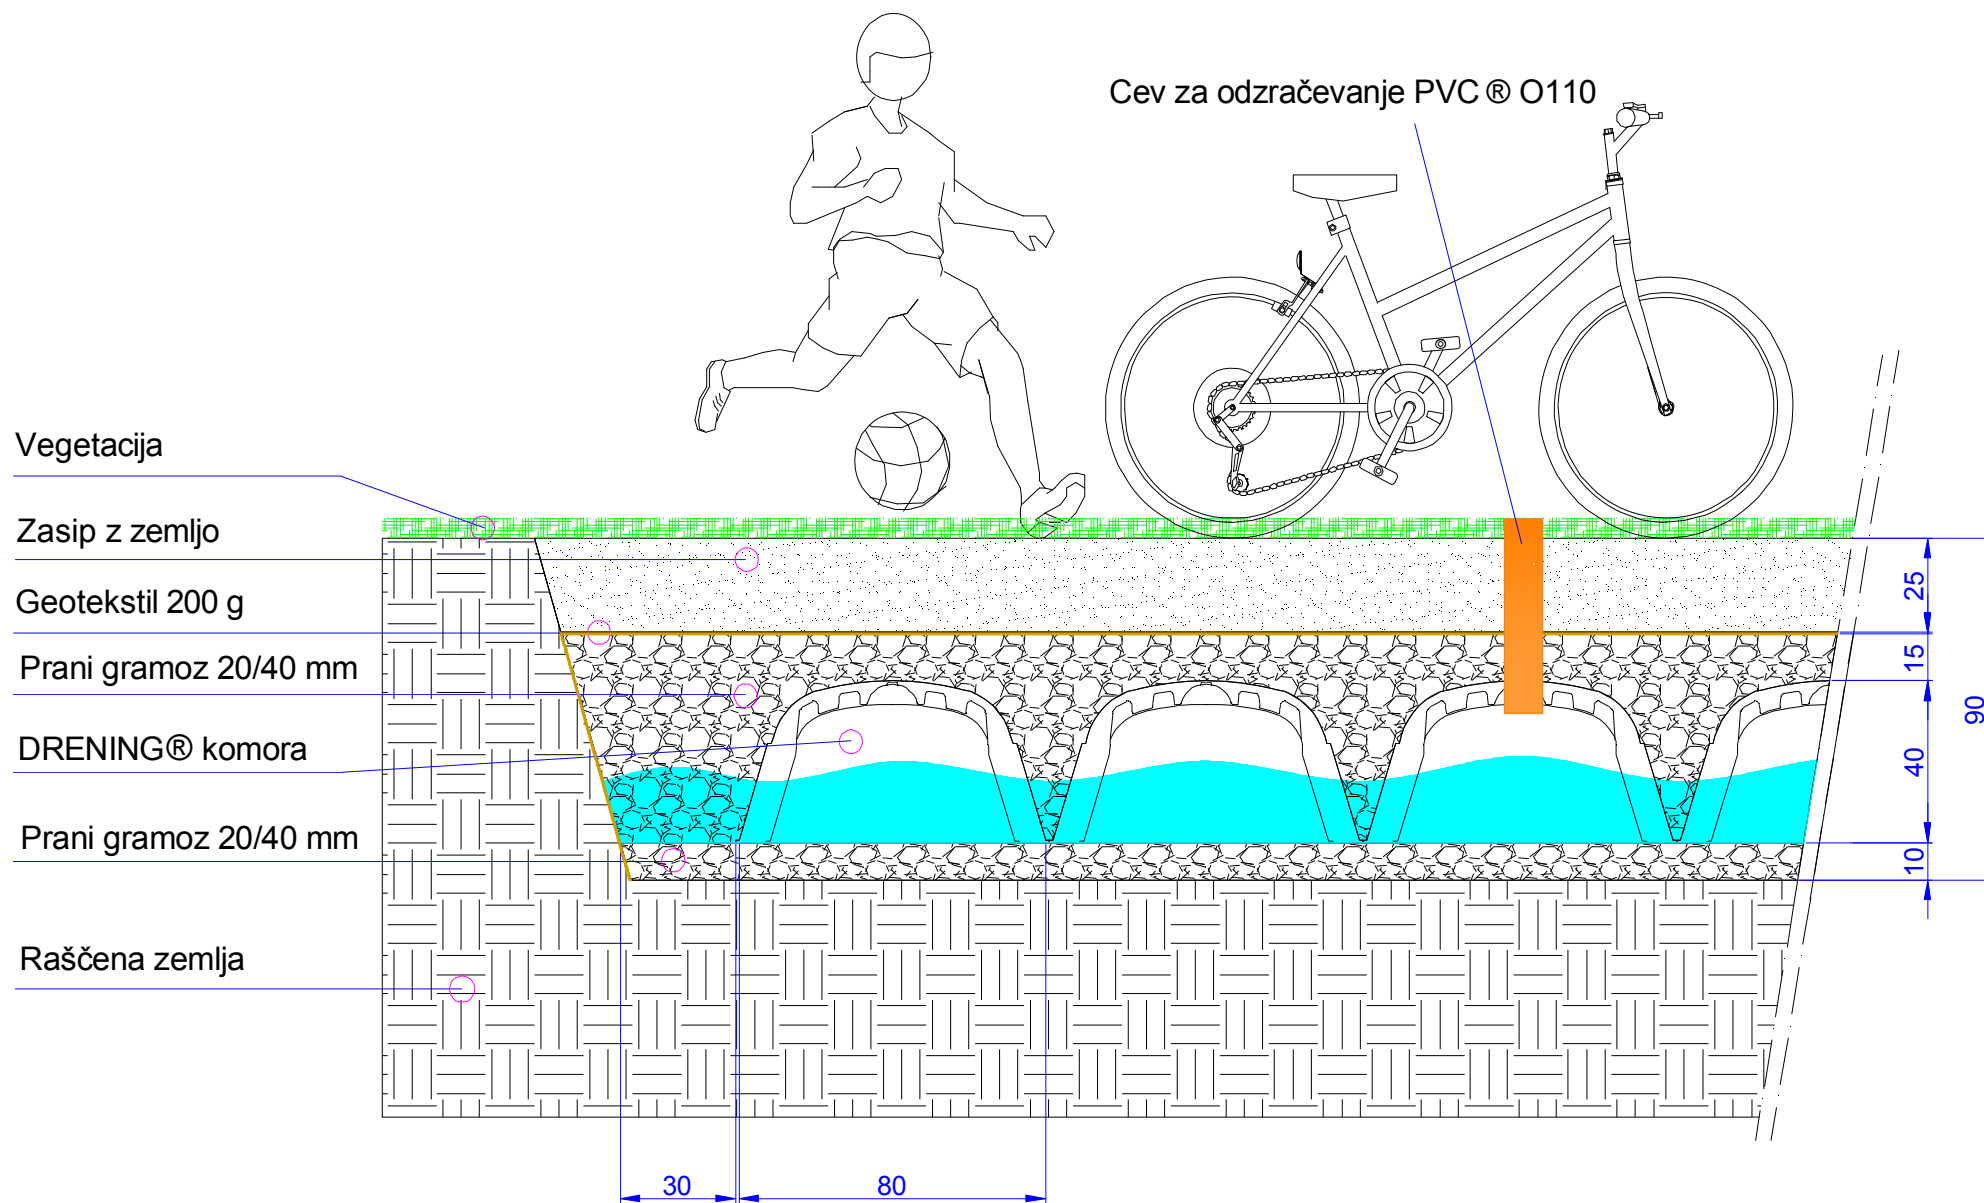 Cev za odzračevanje PVC ® O110
Vegetacija
Zasip z zemljo
Geotekstil 200 g
Prani gramoz 20/40 mm
DRENING® komora
Prani gramoz 20/40 mm
Raščena zemlja
25
15
40
10
90
30
80